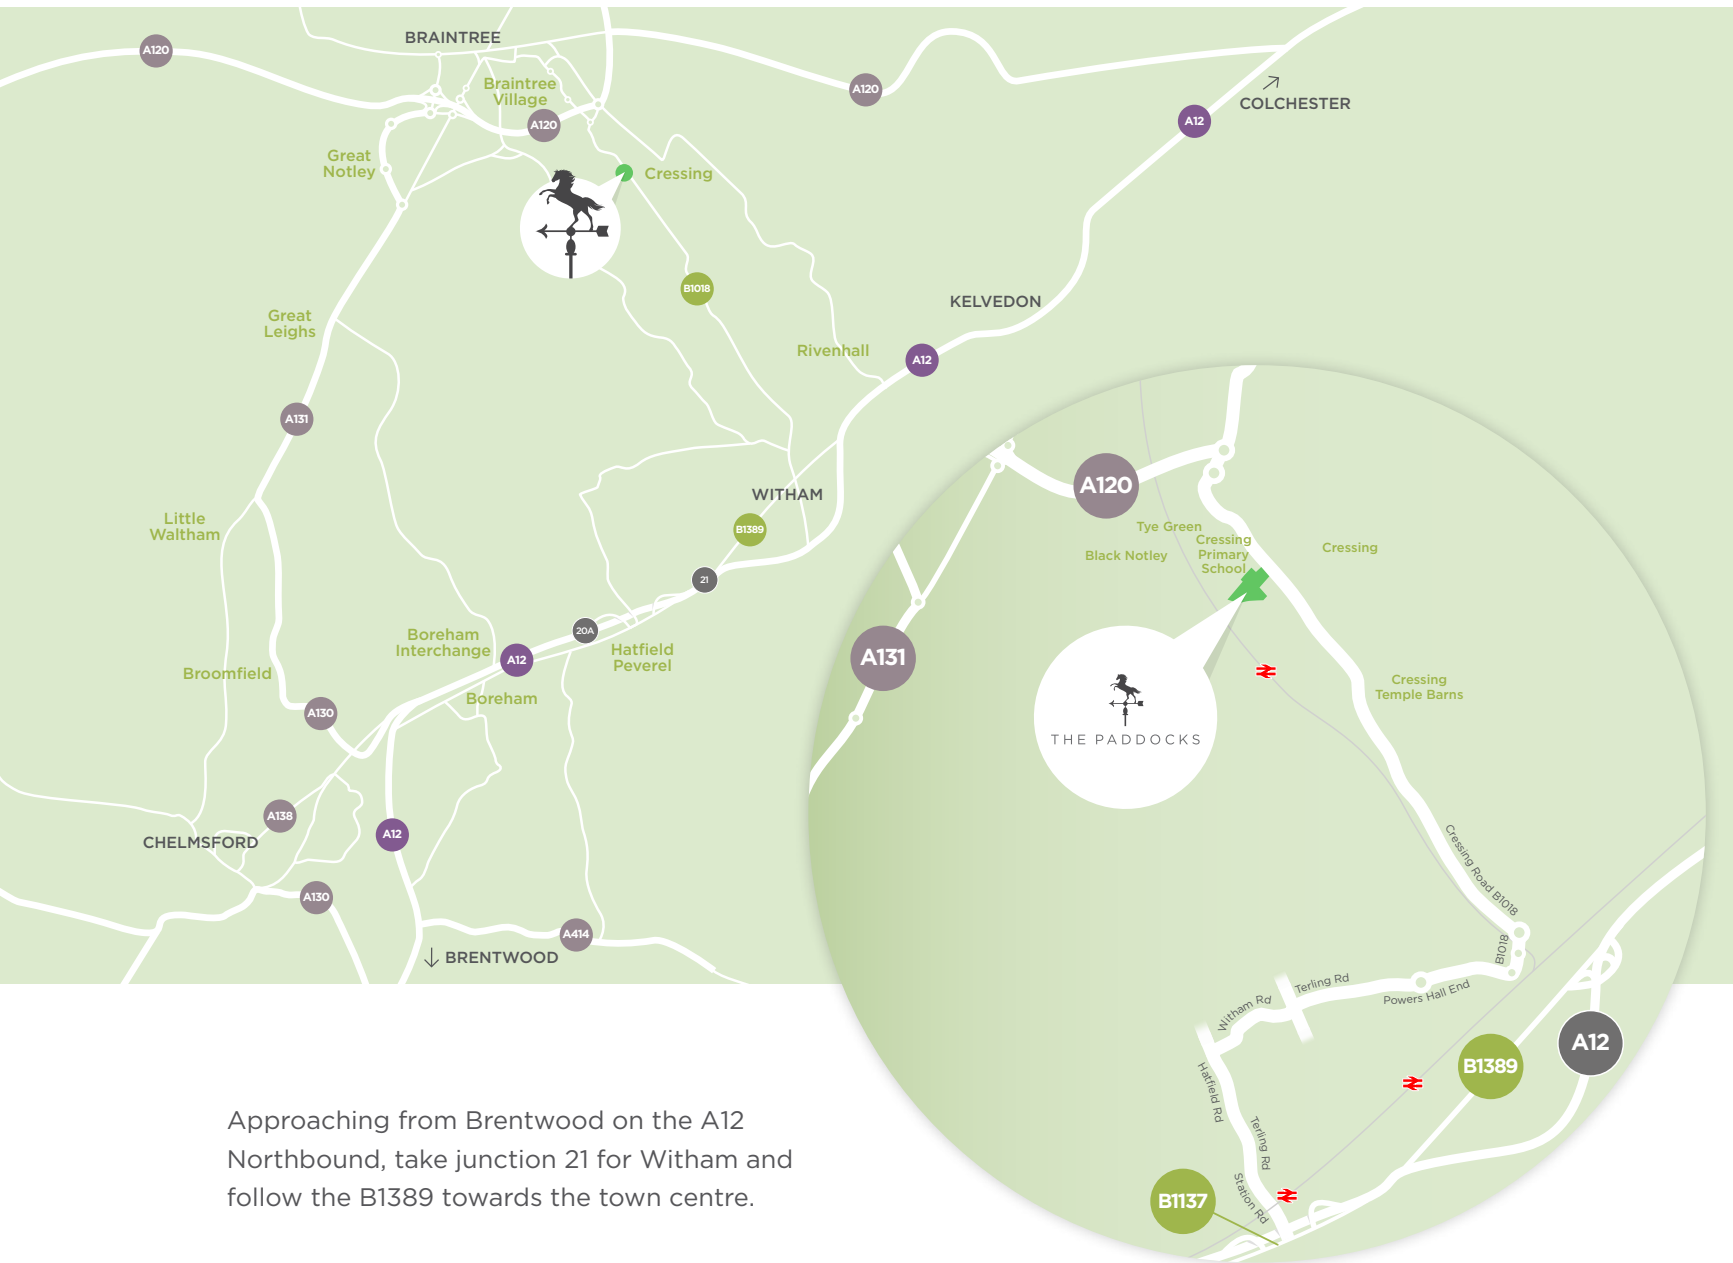 BRAINTREE
A120
Braintree
Village
A120
A120
COLCHESTER
A12
Great
Notley
Cressing
B1018
KELVEDON
Great
Leighs
Rivenhall
A12
A131
WITHAM
B1389
Little
Waltham
21
20A
Boreham
Interchange
A12
Hatfield
Peverel
Broomfield
Boreham
A130
A138
CHELMSFORD
A12
A130
A414
BRENTWOOD
A120
Tye Green
Cressing
Primary
School
Black Notley
Cressing
A131
Cressing
Temple Barns
THE PADDOCKS
Cressing Road B1018
B1018
Terling Rd
Powers Hall End
Witham Rd
A12
B1389
Hatfield Rd
Terling Rd
Station Rd
B1137
Approaching from Brentwood on the A12
Northbound, take junction 21 for Witham and
follow the B1389 towards the town centre.